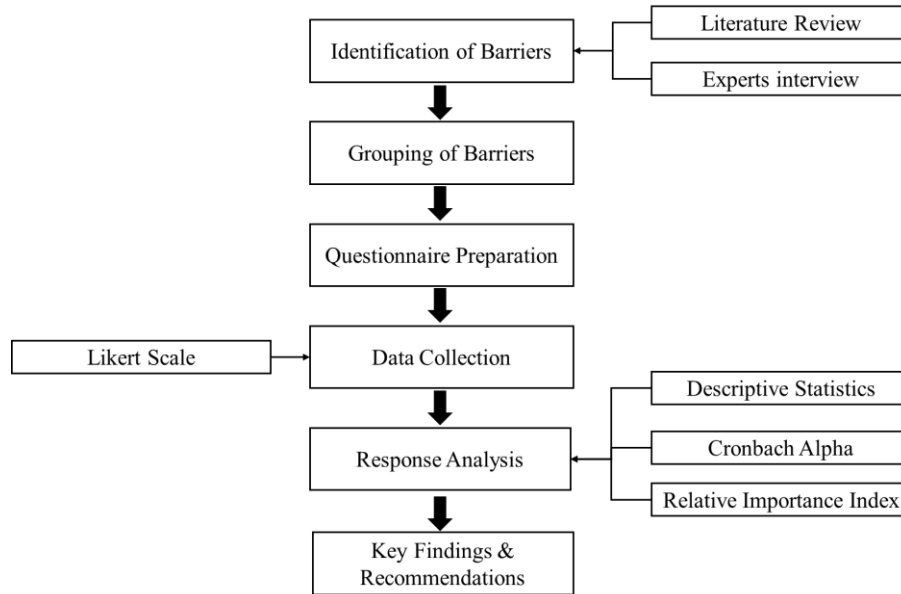 Literature Review
Identification of Barriers
Experts interview
Grouping of Barriers
Questionnaire Preparation
Likert Scale
Data Collection
Descriptive Statistics
Response Analysis
Cronbach Alpha
Relative Importance Index
Key Findings &
Recommendations